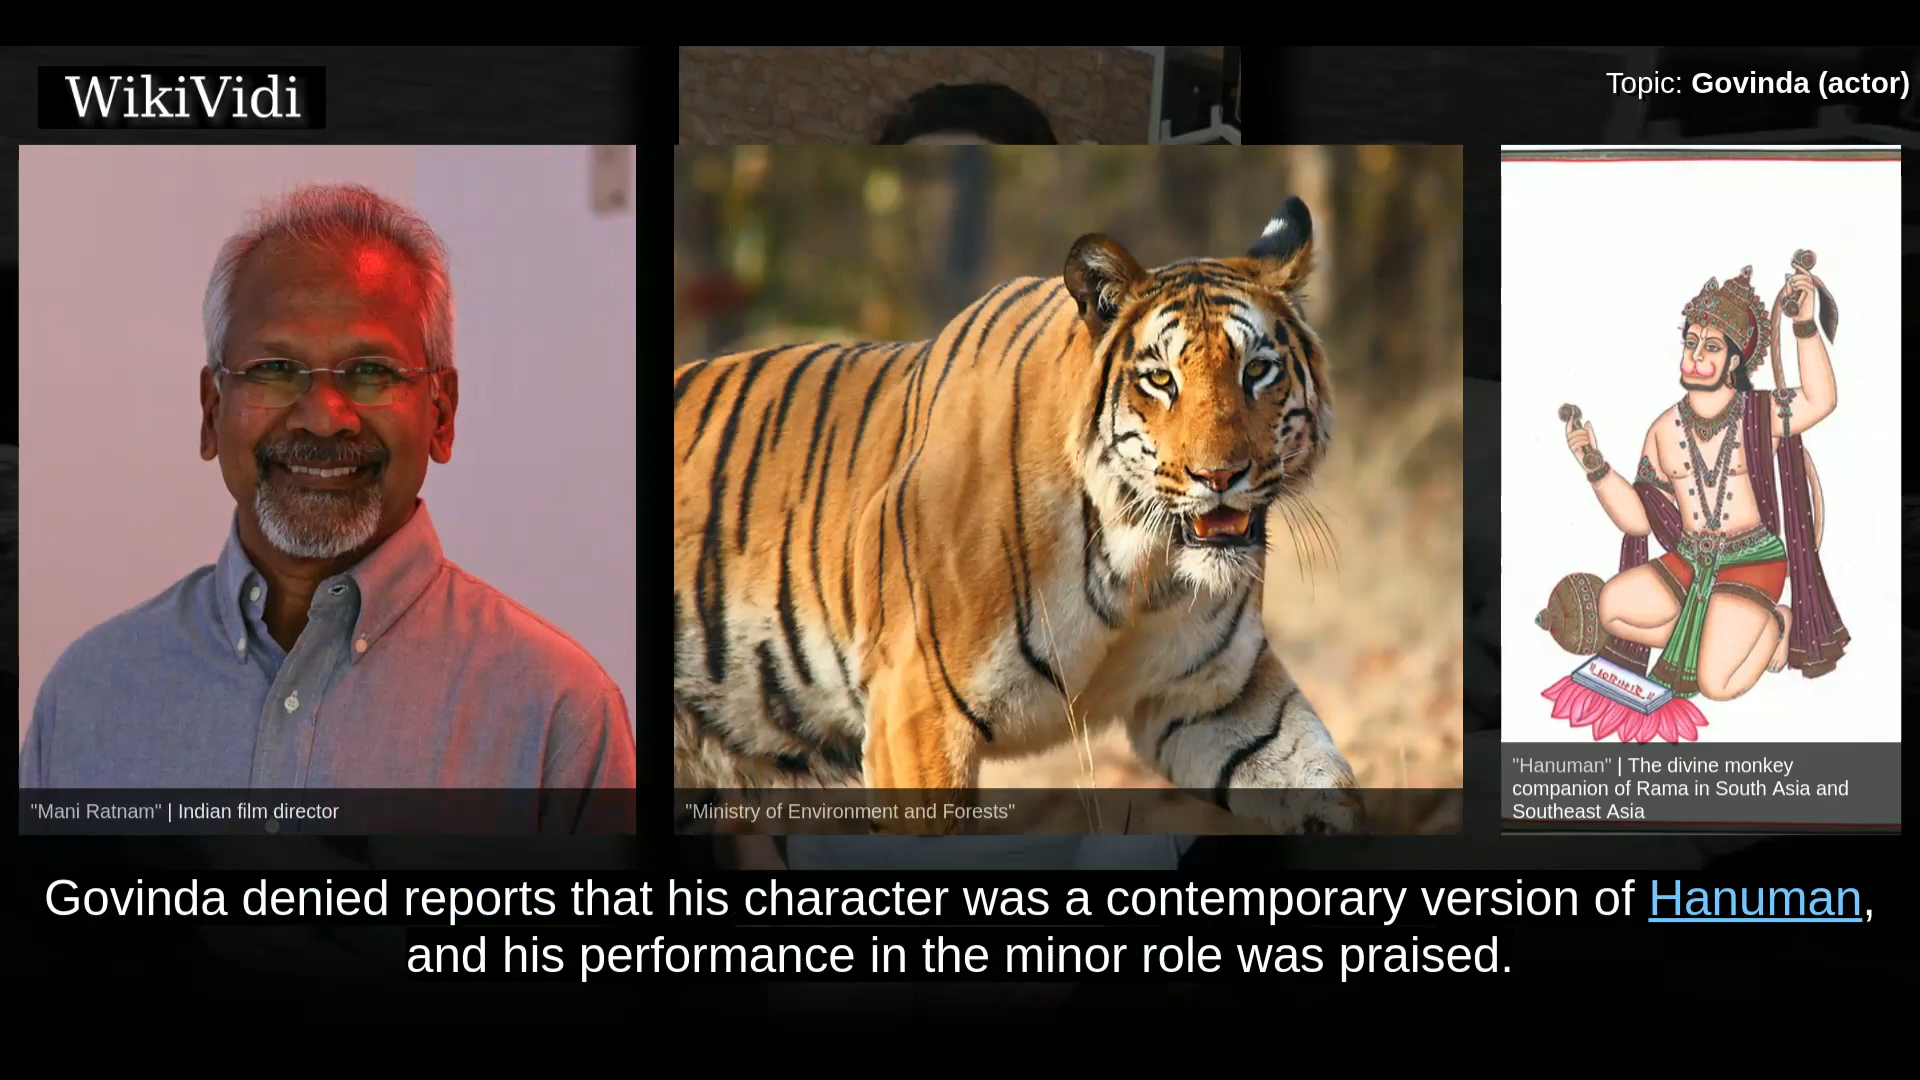 WikiVidi
Topic: Govinda (actor)
"Mani Ratnam" | Indian film director
"Ministry of Environment and Forests"
"Hanuman" | The divine monkey
companion of Rama in South Asia and
Southeast Asia
Govinda denied reports that his character was a contemporary version of Hanuman,
and his performance in the minor role was praised.